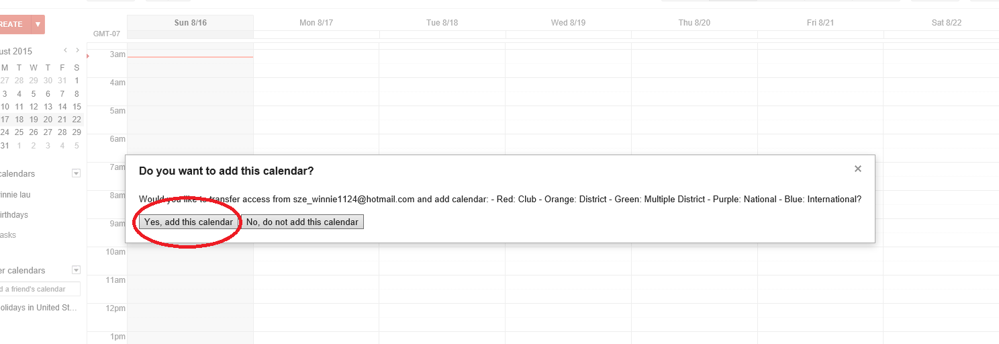 REATE
Sun 8/16 Mon 8/17 Tue 8/18 Wed 8/19 Thu 8/20 Fri 8/21 Sat 8/22
GMT-07
ust 2015
M T W T F S
27 28 29 30 31 1
3 4 5 6 7 8
10 11 12 13 14 15
17 18 19 20 21 22
24 25 26 27 28 29
31 1 2 3 4 5
calendars
innie lau
irthdays
asks
er calendars
d a friend's calendar
olidays in United St...
3am
4am
5am
6am
7am
8am
9am
10am
11am
12pm
1pm
Do you want to add this calendar?
Would you like to transfer access from sze_winnie1124@hotmail.com and add calendar: - Red: Club - Orange: District - Green: Multiple District - Purple: National - Blue: International?
Yes, add this calendar No, do not add this calendar